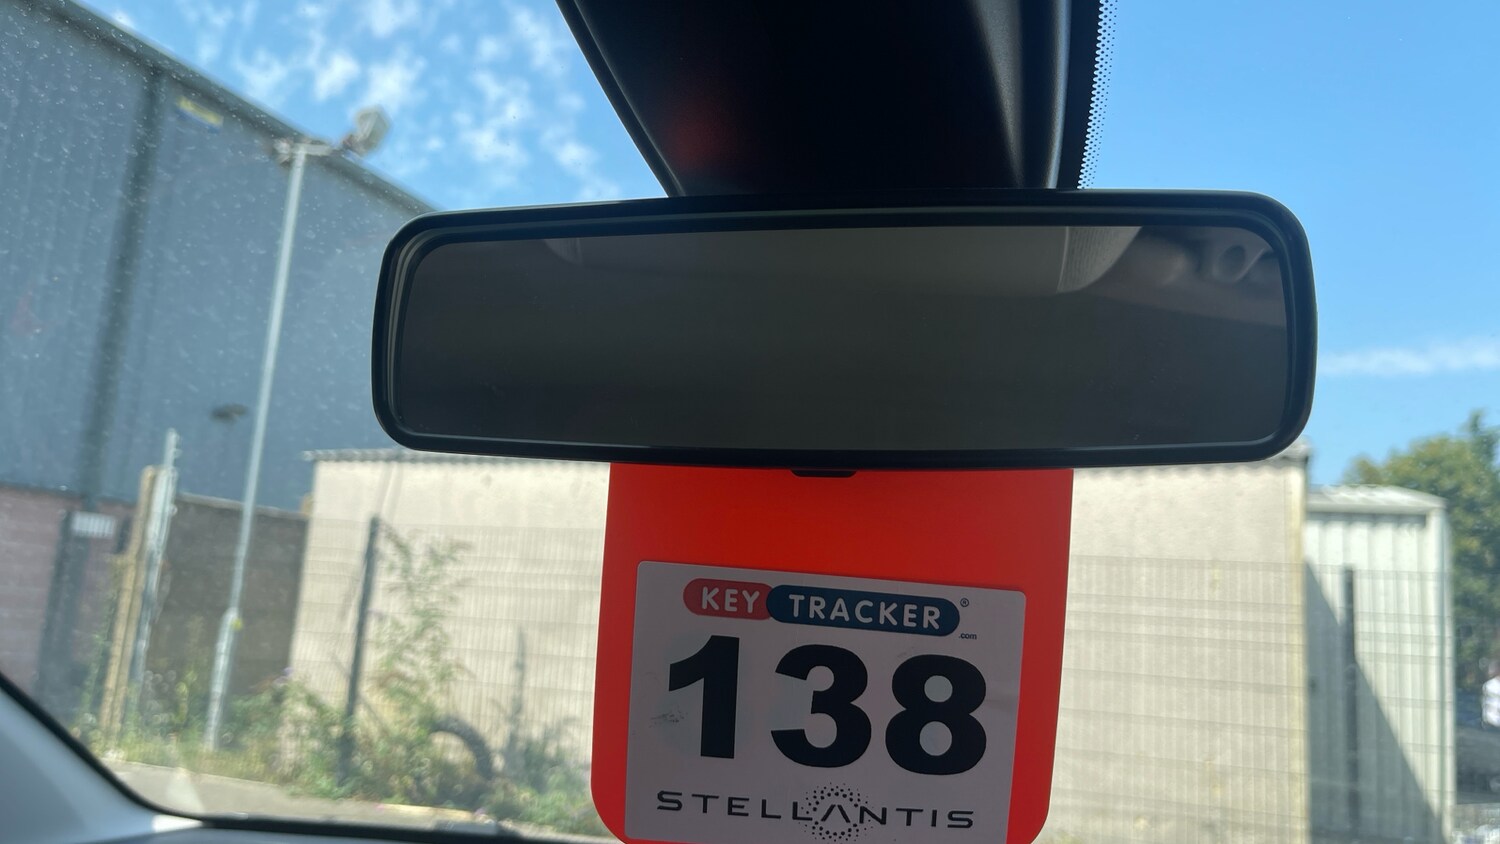 KEY TRACKER®
.com
138
STELLANTIS